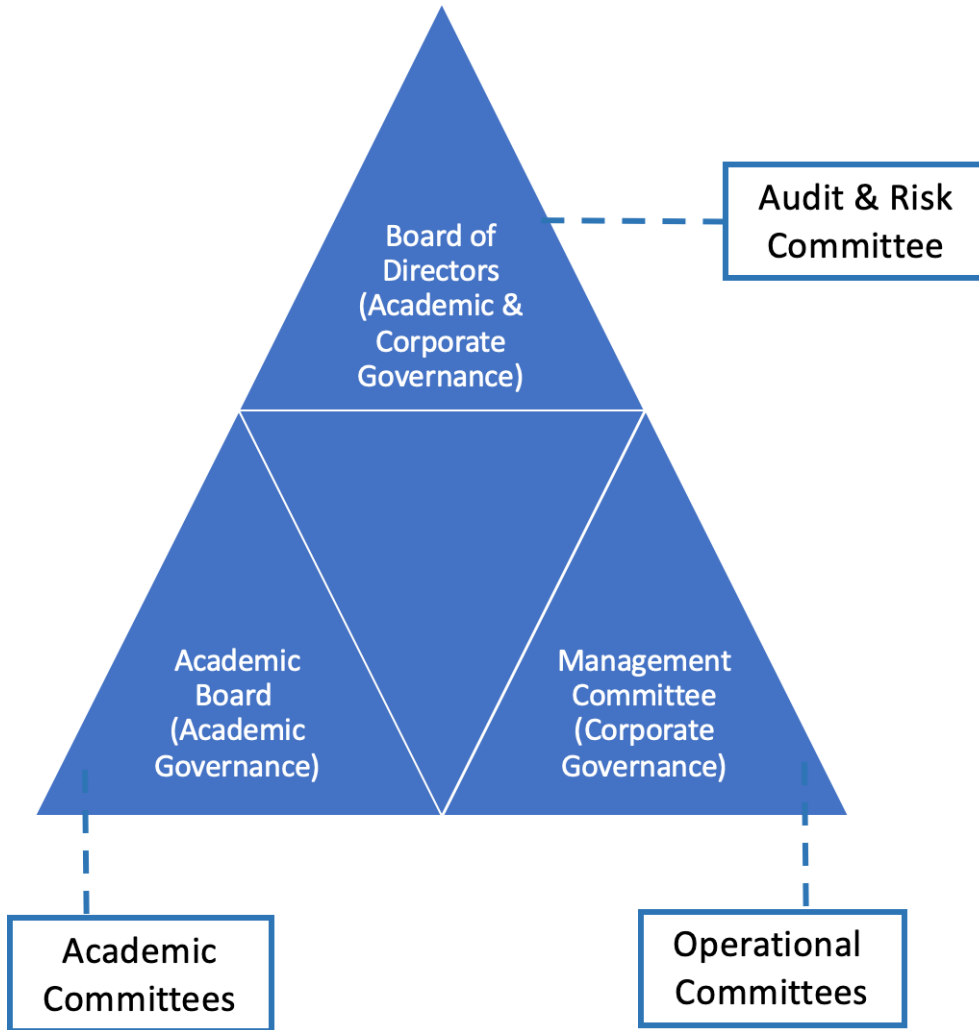 Board of
Directors
(Academic &
Corporate
Governance)
Audit & Risk
Committee
Academic
Board
(Academic
Governance)
Management
Committee
(Corporate
Governance)
Academic
Committees
Operational
Committees